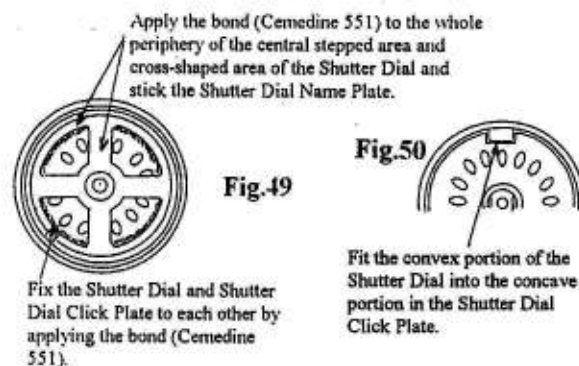 Apply the bond (Cemedine 551) to the whole
periphery of the central stepped area and
cross-shaped area of the Shutter Dial and
stick the Shutter Dial Name Plate.
Fig.49
Fix the Shutter Dial and Shutter
Dial Click Plate to each other by
applying the bond (Cemedine
551).
Fig.50
Fit the convex portion of the
Shutter Dial into the concave
portion in the Shutter Dial
Click Plate.